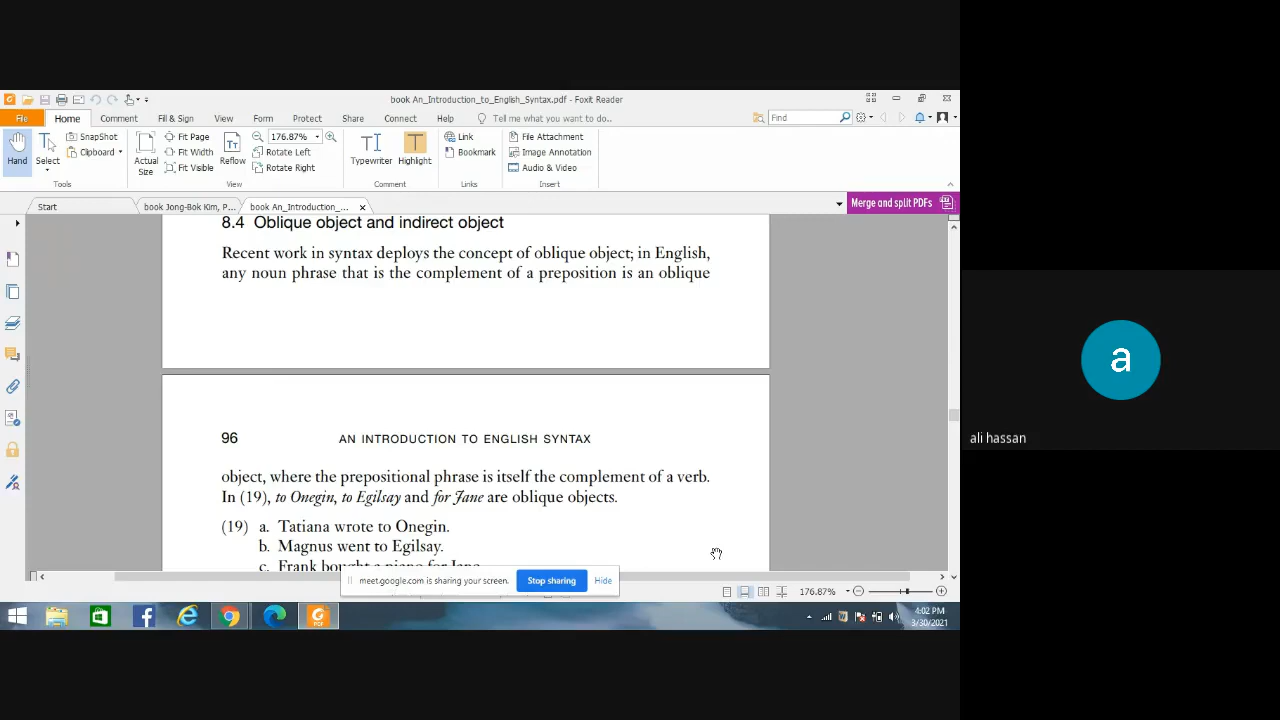 book An_Introduction_to_English_Syntax.pdf - Foxit Reader
File Home Comment Fill & Sign View Form Protect Share Connect Help Tell me what you want to do.. Find
Hand Select SnapShot Clipboard Actual Size Fit Page Fit Width Fit Visible Reflow 176.87% Rotate Left Rotate Right Typewriter Highlight Link Bookmark File Attachment Image Annotation Audio & Video
Tools View Comment Links Insert
Start book Jong-Bok Kim, P... book An_Introduction_... Merge and split PDFs
8.4 Oblique object and indirect object
Recent work in syntax deploys the concept of oblique object; in English,
any noun phrase that is the complement of a preposition is an oblique
96 AN INTRODUCTION TO ENGLISH SYNTAX
object, where the prepositional phrase is itself the complement of a verb.
In (19), to Onegin, to Egilsay and for Jane are oblique objects.
(19) a. Tatiana wrote to Onegin.
b. Magnus went to Egilsay.
c. Frank bought a piano for Jane.
meet.google.com is sharing your screen. Stop sharing Hide
176.87%
4:02 PM
3/30/2021
a
ali hassan